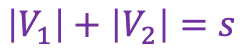 |V₁| + |V₂| = s